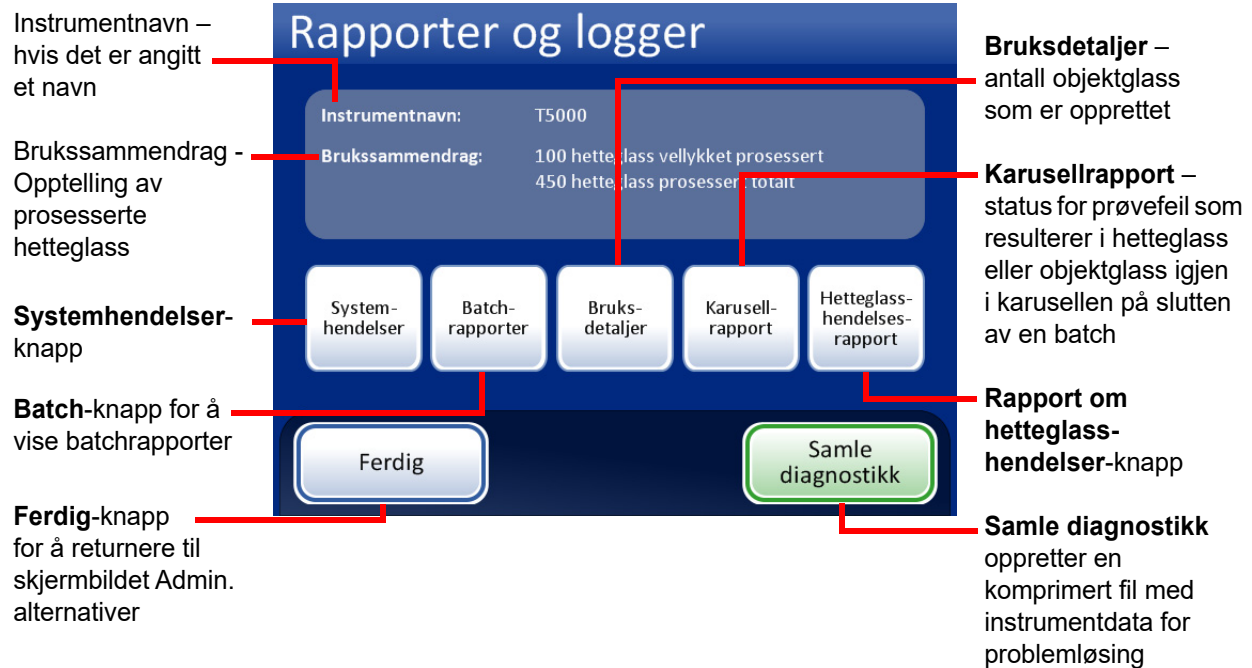 Instrumentnavn –
hvis det er angitt
et navn
Brukssammendrag -
Opptelling av
prosesserte
hetteglass
Systemhendelser-
knapp
Batch-knapp for å
vise batchrapporter
Ferdig-knapp
for å returnere til
skjermbildet Admin.
alternativer
Rapporter og logger
Instrumentnavn: T5000
Brukssammendrag: 100 hetteglass vellykket prosessert
450 hetteglass prosessert totalt
System-
hendelser
Batch-
rapporter
Bruks-
detaljer
Karusell-
rapport
Hetteglass-
hendelses-
rapport
Ferdig
Samle
diagnostikk
Bruksdetaljer –
antall objektglass
som er opprettet
Karusellrapport –
status for prøvefeil som
resulterer i hetteglass
eller objektglass igjen
i karusellen på slutten
av en batch
Rapport om
hetteglass-
hendelser-knapp
Samle diagnostikk
oppretter en
komprimert fil med
instrumentdata for
problemløsing